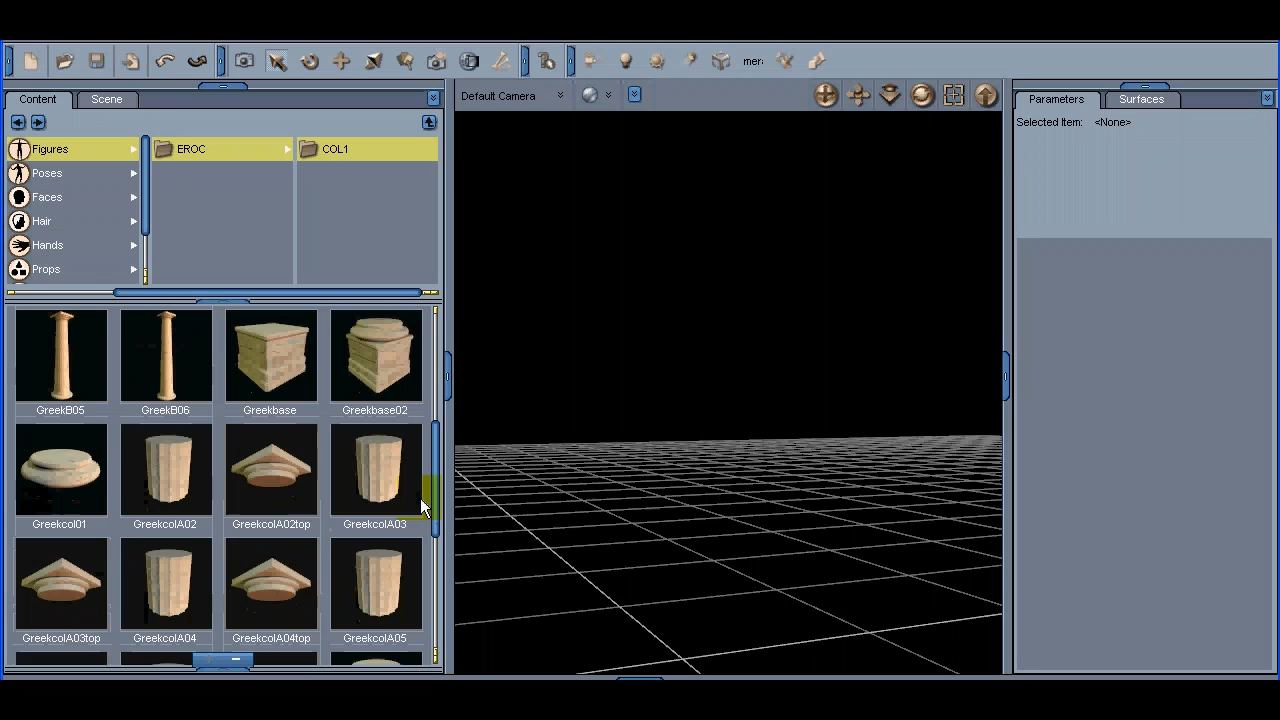 mer:
Content
Scene
Default Camera
Parameters
Surfaces
Selected Item: <None>
Figures
EROC
COL1
Poses
Faces
Hair
Hands
Props
GreekB05
GreekB06
Greekbase
Greekbase02
Greekcol01
GreekcolA02
GreekcolA02top
GreekcolA03
GreekcolA03top
GreekcolA04
GreekcolA04top
GreekcolA05